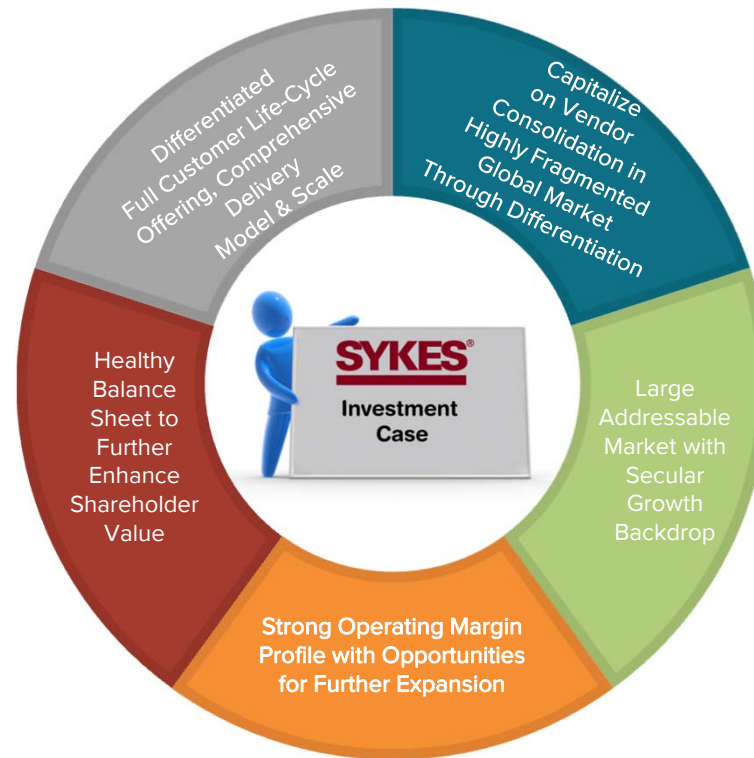 Differentiated
Full Customer Life-Cycle
Offering, Comprehensive
Delivery
Model & Scale
Capitalize
on Vendor
Consolidation in
Highly Fragmented
Global Market
Through Differentiation
Healthy
Balance
Sheet to
Further
Enhance
Shareholder
Value
SYKES®
Investment
Case
Large
Addressable
Market with
Secular
Growth
Backdrop
Strong Operating Margin
Profile with Opportunities
for Further Expansion